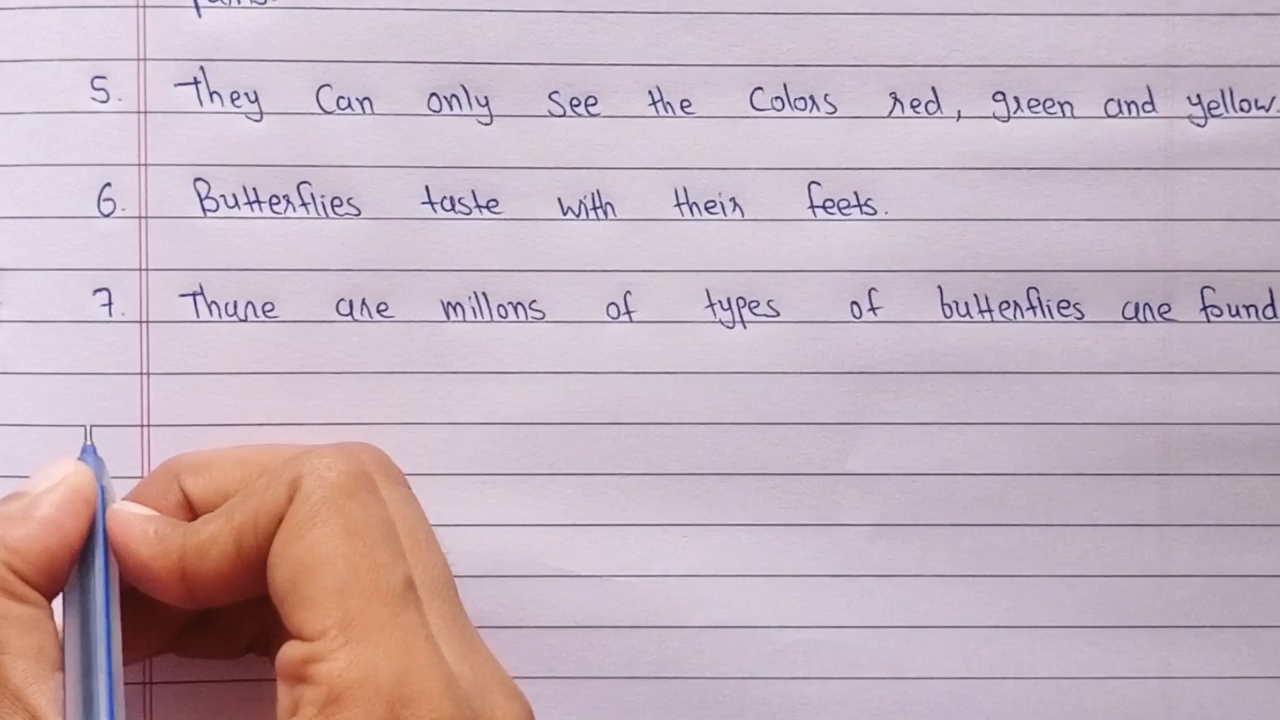 5. They Can only See the Colors red, green and yellow.
6. Butterflies taste with their feets.
7. Thare are millons of types of butterflies are found